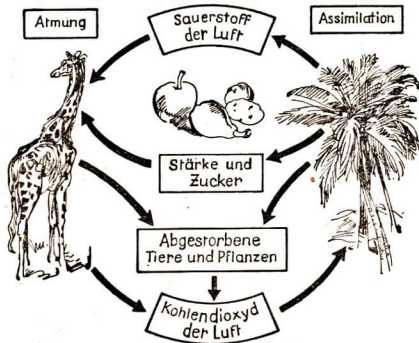 Atmung
Sauerstoff
der Luft
Assimilation
Stärke und
Zucker
Abgestorbene
Tiere und Pflanzen
Kohlendioxyd
der Luft